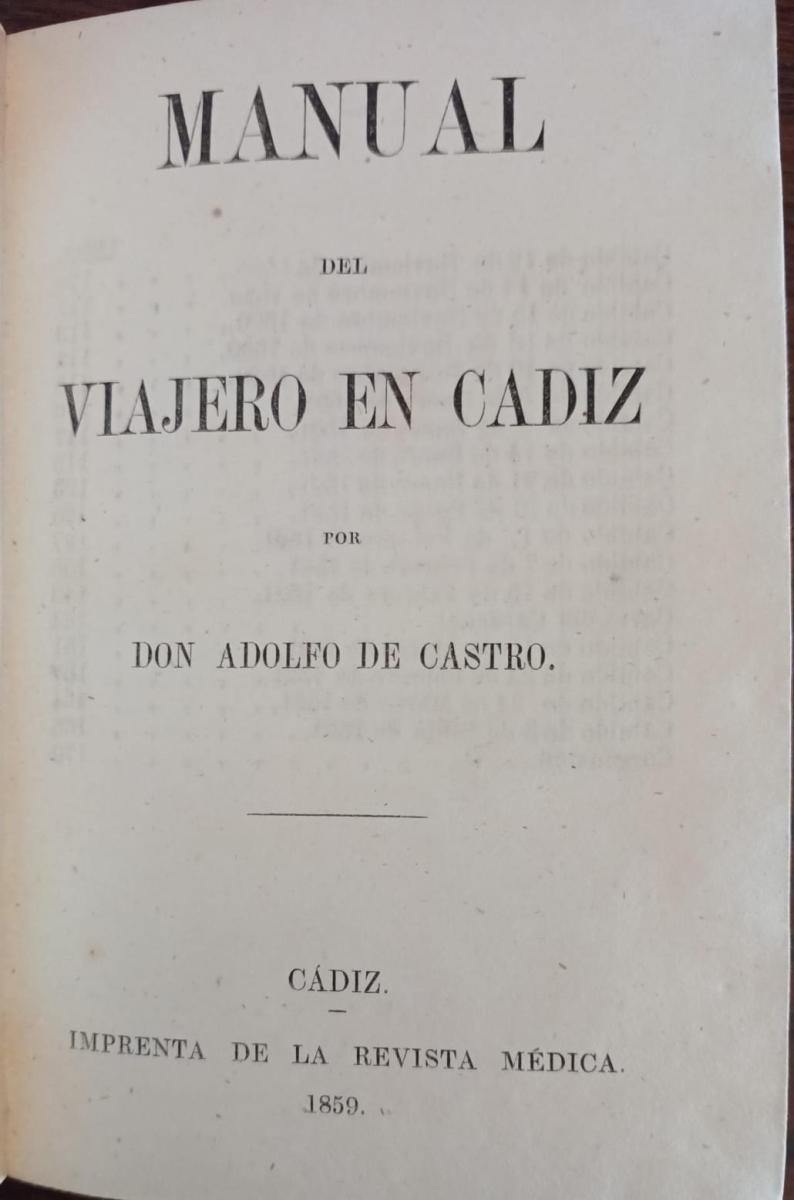 MANUAL
DEL
VIAJERO EN CADIZ
POR
DON ADOLFO DE CASTRO.
CÁDIZ.
IMPRENTA DE LA REVISTA MÉDICA.
1859.